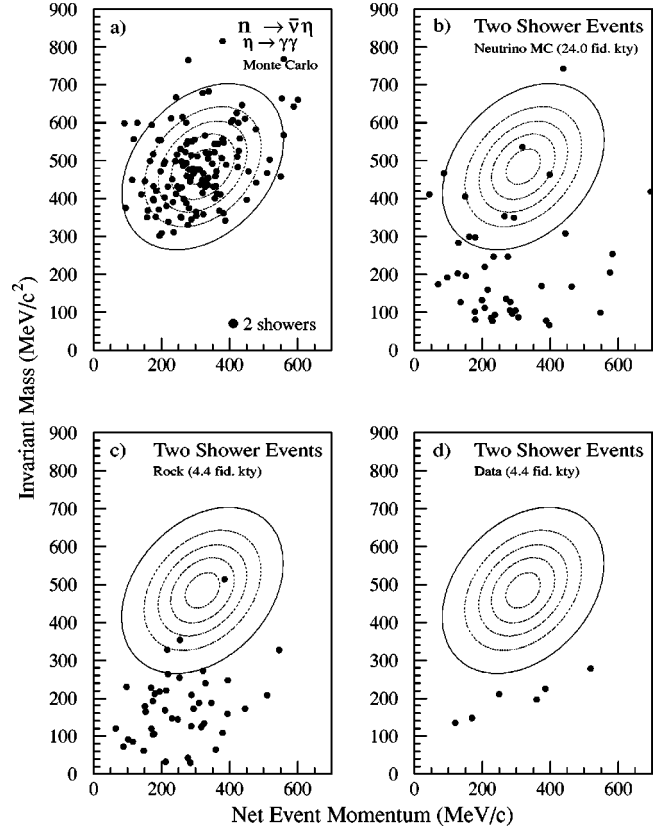 a)
n → ν̄η
η → γγ
Monte Carlo
2 showers
900
800
700
600
500
400
300
200
100
0
0 200 400 600
b)
Two Shower Events
Neutrino MC (24.0 fid. kty)
900
800
700
600
500
400
300
200
100
0
0 200 400 600
Invariant Mass (MeV/c²)
c)
Two Shower Events
Rock (4.4 fid. kty)
900
800
700
600
500
400
300
200
100
0
0 200 400 600
d)
Two Shower Events
Data (4.4 fid. kty)
900
800
700
600
500
400
300
200
100
0
0 200 400 600
Net Event Momentum (MeV/c)